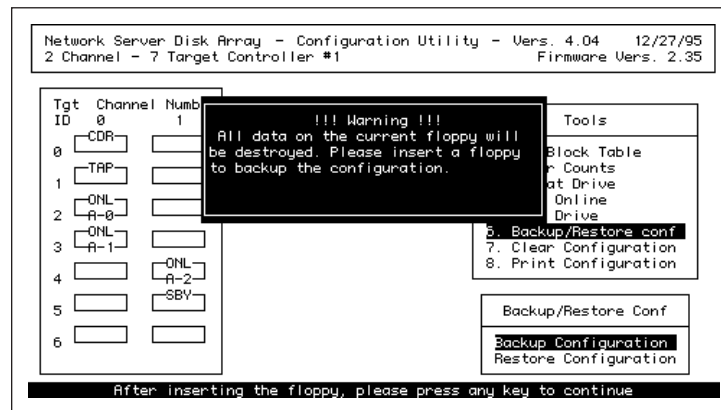 Network Server Disk Array - Configuration Utility - Vers. 4.04 12/27/95
2 Channel - 7 Target Controller #1 Firmware Vers. 2.35
Tgt Channel Numb
ID 0 1
0 CDR
1 TAP
2 ONL A-0
3 ONL A-1
4 ONL A-2
5 SBY
6
!!! Warning !!!
All data on the current floppy will
be destroyed. Please insert a floppy
to backup the configuration.
Tools
Block Table
r Counts
at Drive
Online
Drive
6. Backup/Restore conf
7. Clear Configuration
8. Print Configuration
Backup/Restore Conf
Backup Configuration
Restore Configuration
After inserting the floppy, please press any key to continue